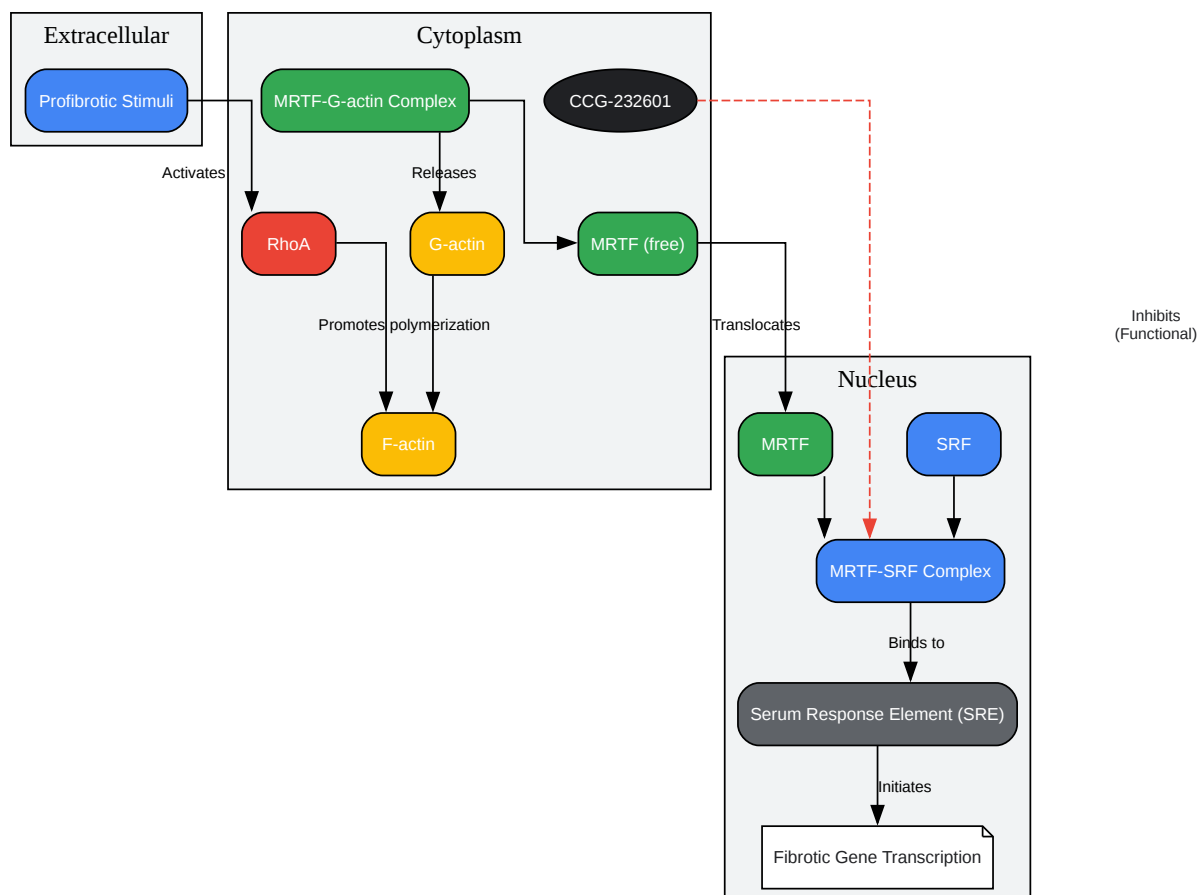 Extracellular
Cytoplasm
Profibrotic Stimuli
MRTF-G-actin Complex
CCG-232601
Activates
Releases
RhoA
G-actin
MRTF (free)
Promotes polymerization
Translocates
Inhibits
(Functional)
Nucleus
F-actin
MRTF
SRF
MRTF-SRF Complex
Binds to
Serum Response Element (SRE)
Initiates
Fibrotic Gene Transcription